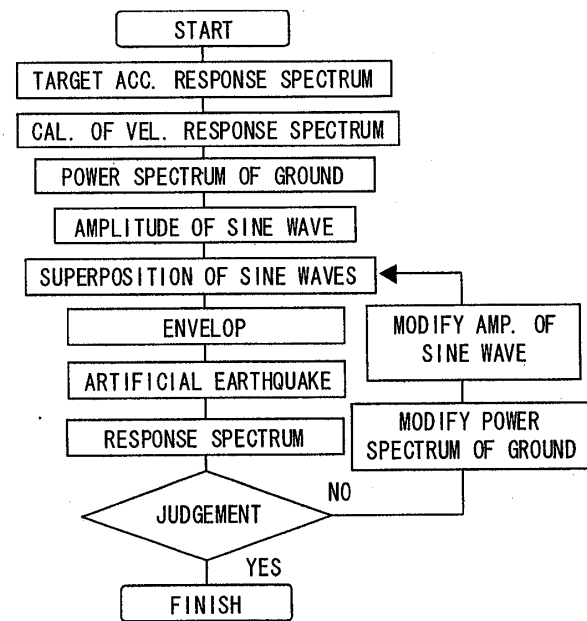 START
TARGET ACC. RESPONSE SPECTRUM
CAL. OF VEL. RESPONSE SPECTRUM
POWER SPECTRUM OF GROUND
AMPLITUDE OF SINE WAVE
SUPERPOSITION OF SINE WAVES
ENVELOP
ARTIFICIAL EARTHQUAKE
RESPONSE SPECTRUM
JUDGEMENT
NO
MODIFY POWER
SPECTRUM OF GROUND
MODIFY AMP. OF
SINE WAVE
YES
FINISH